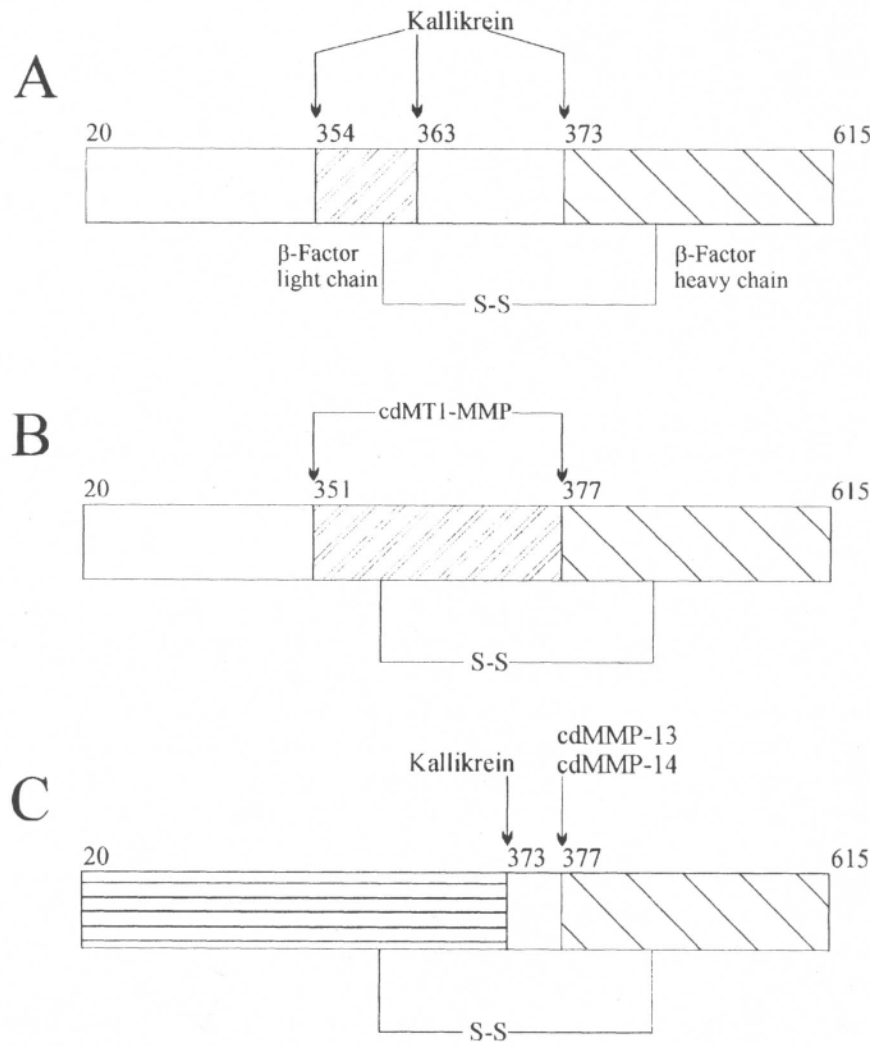 Kallikrein
A
20 354 363 373 615
β-Factor
light chain
β-Factor
heavy chain
S-S
cdMT1-MMP
B
20 351 377 615
S-S
cdMMP-13
Kallikrein cdMMP-14
C
20 373 377 615
S-S